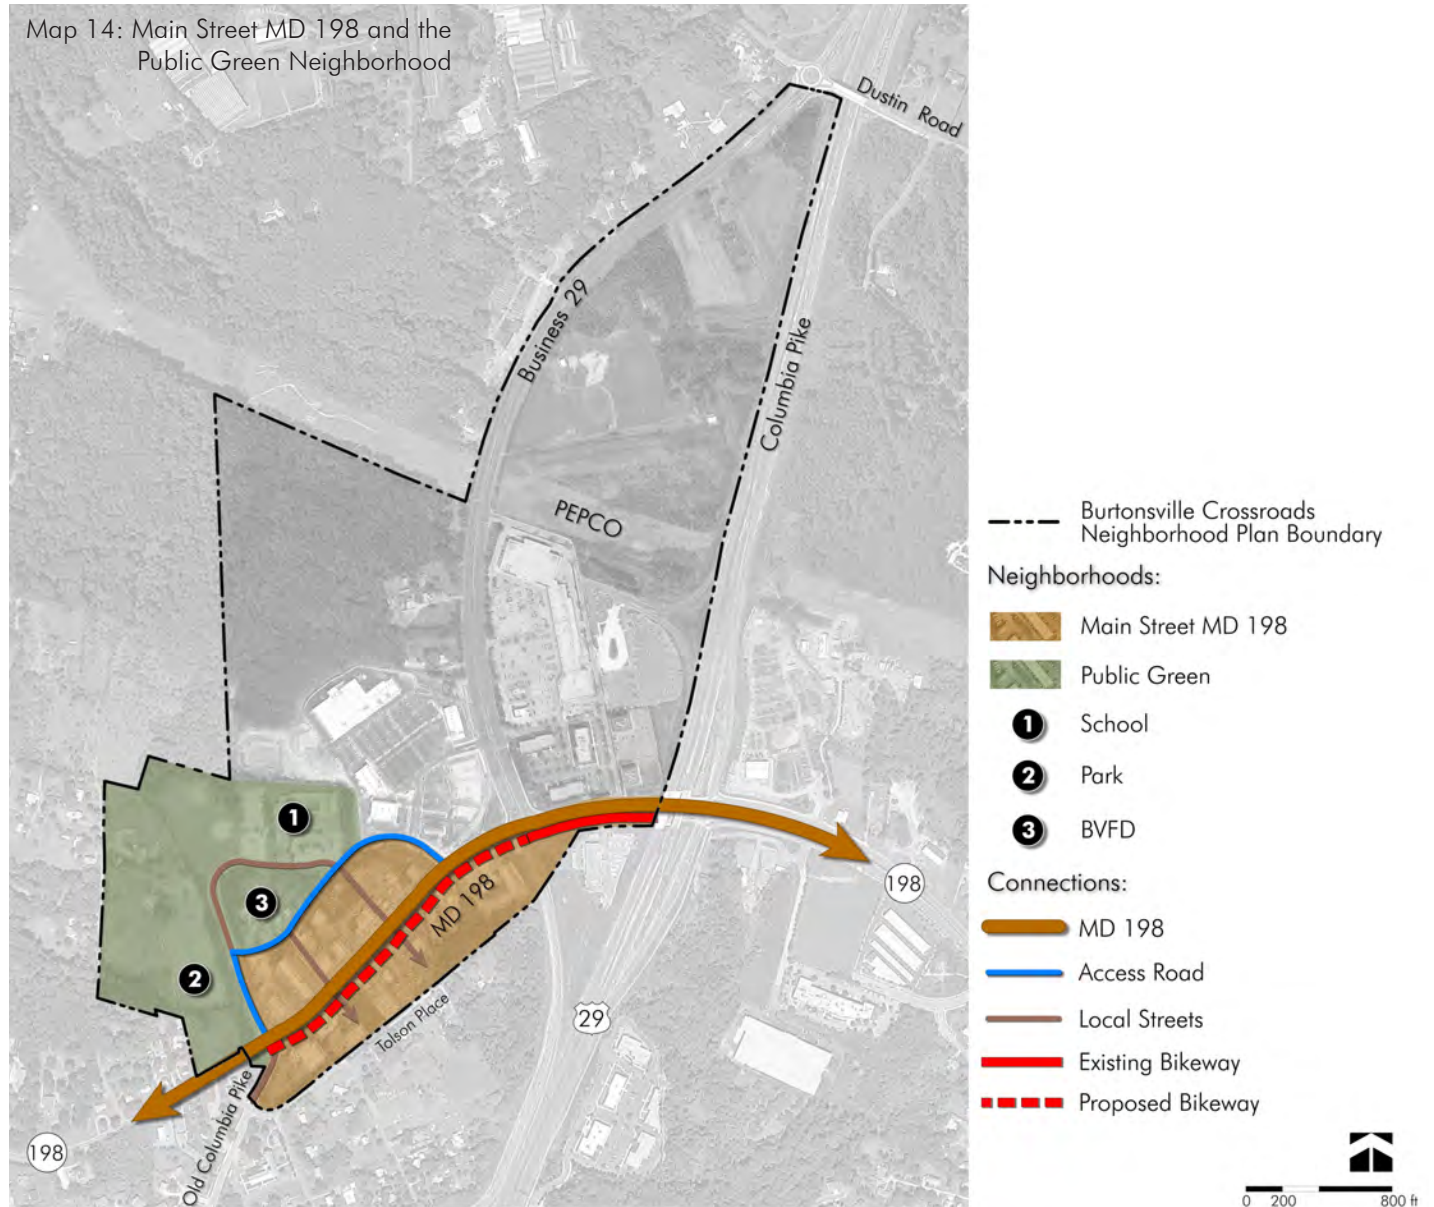 Map 14: Main Street MD 198 and the
Public Green Neighborhood
Dustin Road
Business 29
Columbia Pike
PEPCO
1
3
2
MD 198
198
Tolson Place
29
Old Columbia Pike
198
Burtonsville Crossroads
Neighborhood Plan Boundary
Neighborhoods:
Main Street MD 198
Public Green
1 School
2 Park
3 BVFD
Connections:
MD 198
Access Road
Local Streets
Existing Bikeway
Proposed Bikeway
0 200 800 ft